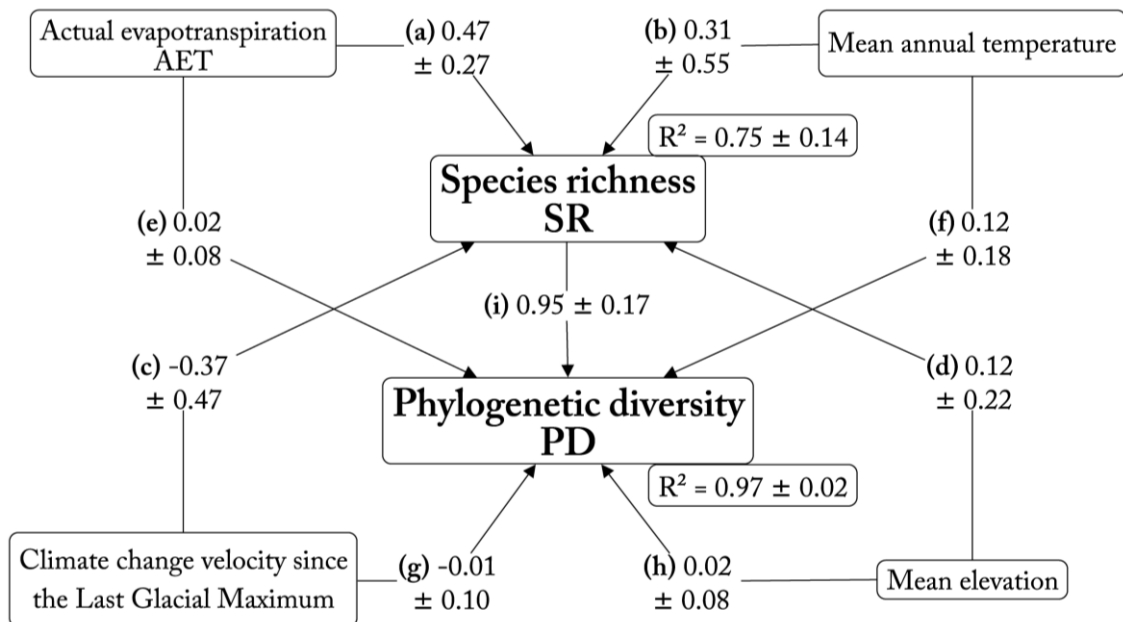 Actual evapotranspiration
AET
(a) 0.47
± 0.27
(b) 0.31
± 0.55
Mean annual temperature
R² = 0.75 ± 0.14
Species richness
SR
(e) 0.02
± 0.08
(f) 0.12
± 0.18
(i) 0.95 ± 0.17
(c) -0.37
± 0.47
(d) 0.12
± 0.22
Phylogenetic diversity
PD
R² = 0.97 ± 0.02
Climate change velocity since
the Last Glacial Maximum
(g) -0.01
± 0.10
(h) 0.02
± 0.08
Mean elevation